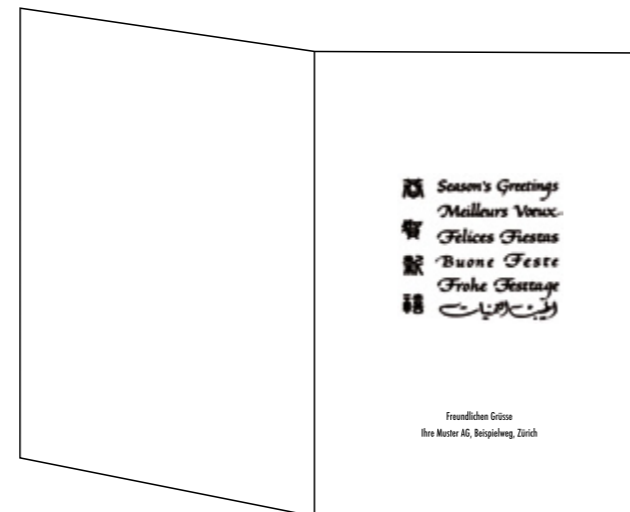 恭賀新禧
Season's Greetings
Meilleurs Vœux
Felices Fiestas
Buone Feste
Frohe Festtage
Freundlichen Grüsse
Ihre Muster AG, Beispielweg, Zürich